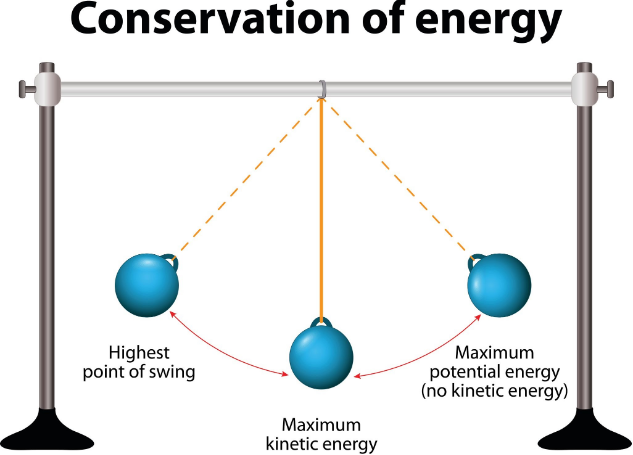 Conservation of energy
Highest
point of swing
Maximum
kinetic energy
Maximum
potential energy
(no kinetic energy)